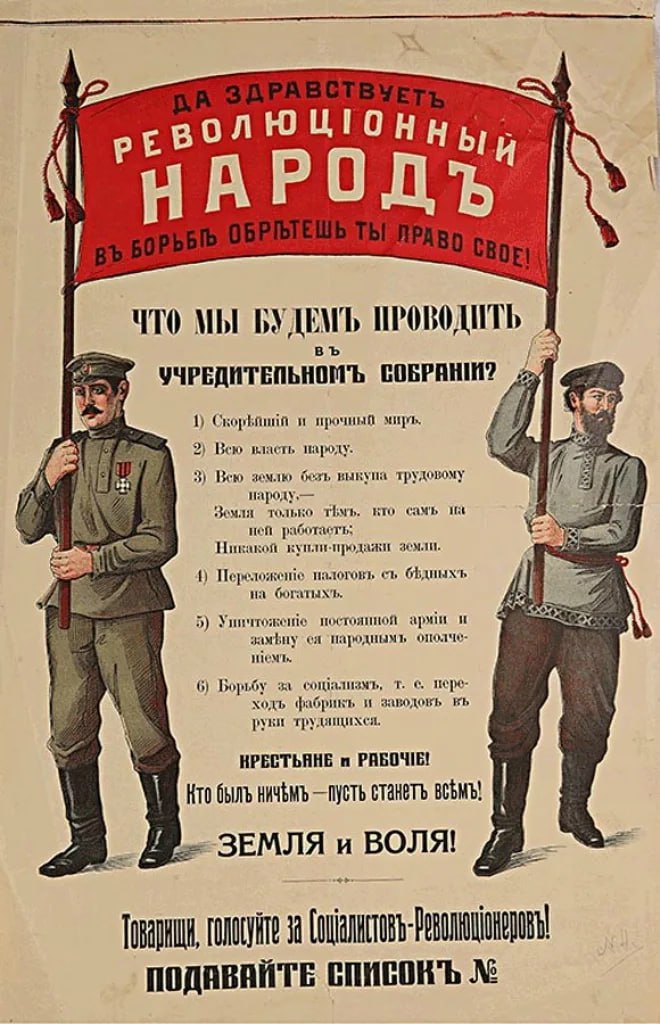 ДА ЗДРАВСТВУЕТЪ
РЕВОЛЮЦІОННЫЙ
НАРОДЪ
ВЪ БОРЬБѢ ОБРѢТЕШЬ ТЫ ПРАВО СВОЕ!
ЧТО МЫ БУДЕМЪ ПРОВОДИТЬ
ВЪ
УЧРЕДИТЕЛЬНОМЪ СОБРАНІИ?
1) Скорѣйшій и прочный миръ.
2) Всю власть народу.
3) Всю землю безъ выкупа трудовому
народу,—
Земля только тѣмъ, кто самъ на
ней работаетъ;
Никакой купли-продажи земли.
4) Переложеніе налоговъ съ бѣдныхъ
на богатыхъ.
5) Уничтоженіе постоянной арміи и
замѣну ея народнымъ ополче-
ніемъ.
6) Борьбу за соціализмъ, т. е. пере-
ходъ фабрикъ и заводовъ въ
руки трудящихся.
КРЕСТЬЯНЕ и РАБОЧІЕ!
Кто былъ ничѣмъ — пусть станетъ всѣмъ!
ЗЕМЛЯ и ВОЛЯ!
Товарищи, голосуйте за Соціалистовъ-Революціонеровъ!
ПОДАВАЙТЕ СПИСОКЪ №